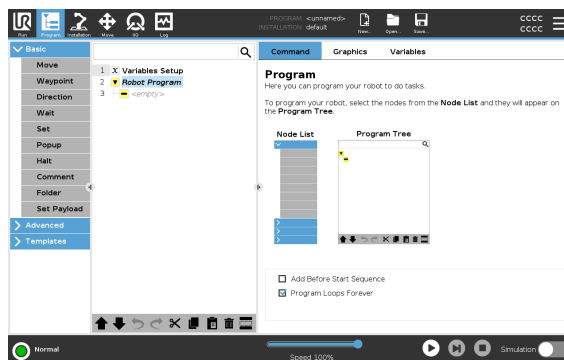 UR
PROGRAM <unnamed>
INSTALLATION default
cccc
cccc
Run Program Installation Move I/O Log New... Open... Save...
Basic
Move
Waypoint
Direction
Wait
Set
Popup
Halt
Comment
Folder
Set Payload
Advanced
Templates
1 X Variables Setup
2 Robot Program
3 <empty>
Command Graphics Variables
Program
Here you can program your robot to do tasks.
To program your robot, select the nodes from the Node List and they will appear on
the Program Tree.
Node List Program Tree
Add Before Start Sequence
Program Loops Forever
Normal
Speed 100%
Simulation